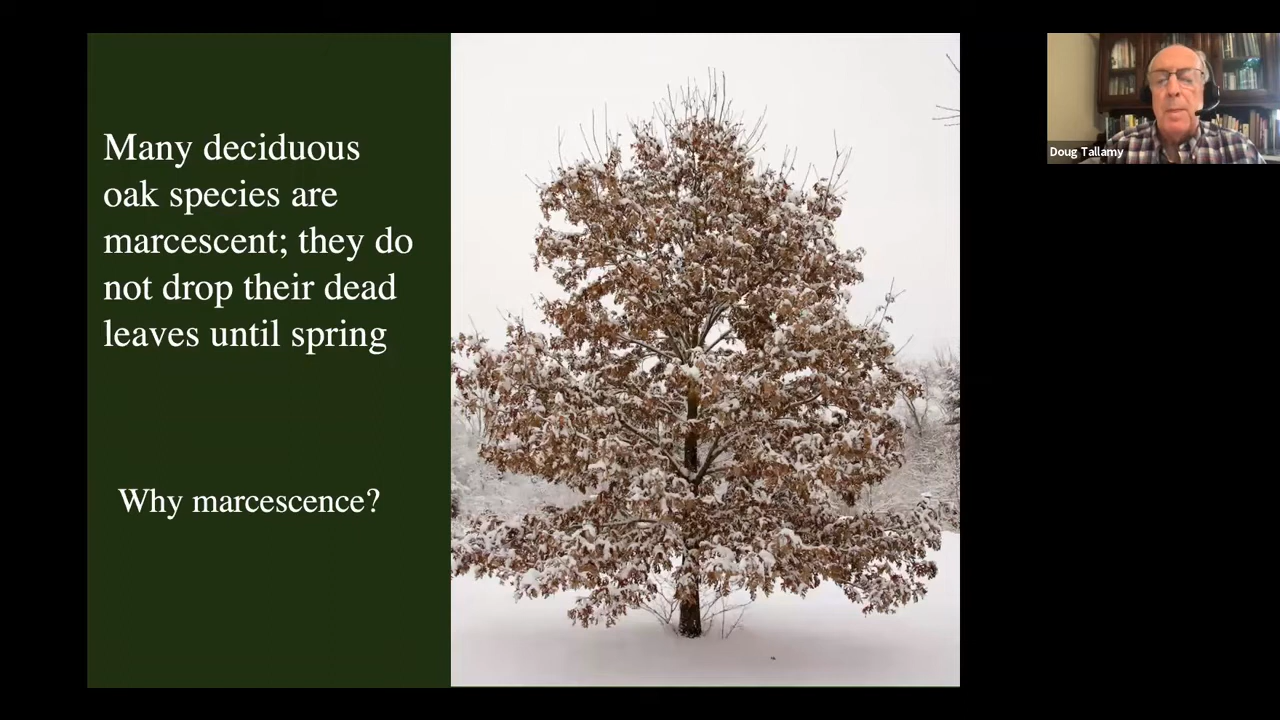 Many deciduous
oak species are
marcescent; they do
not drop their dead
leaves until spring
Why marcescence?
Doug Tallamy